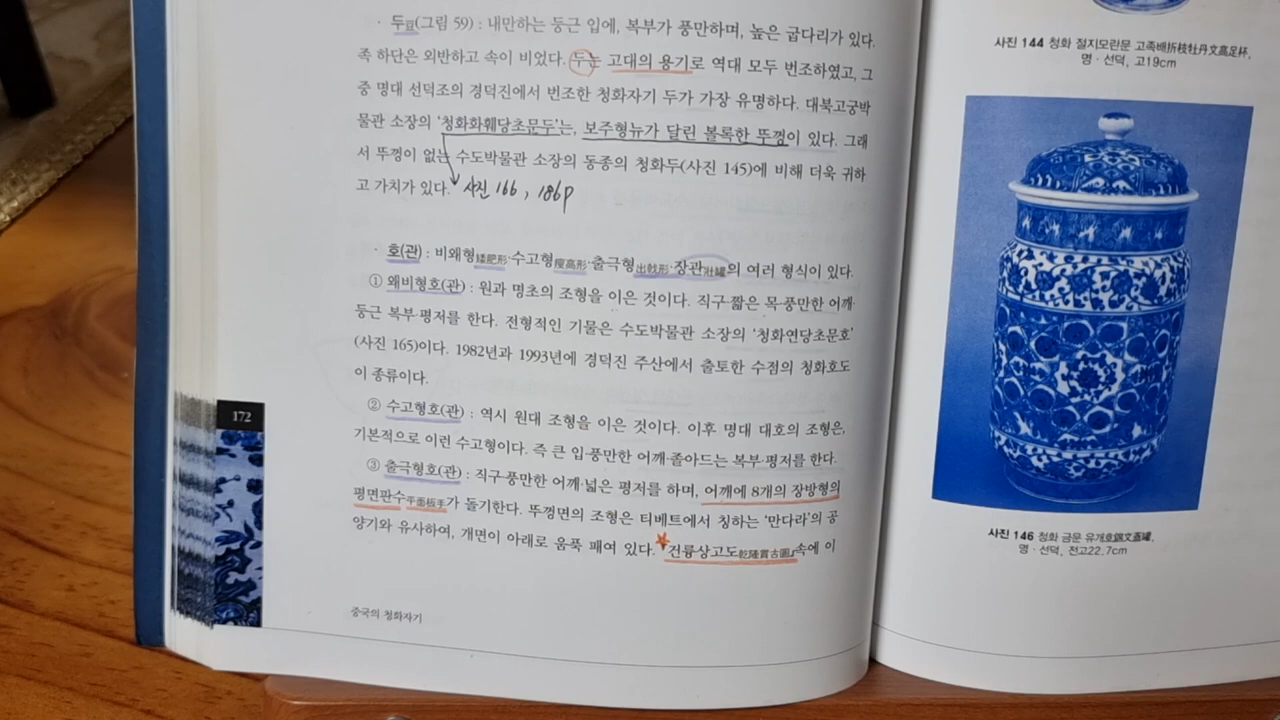 · 두豆(그림 59) : 내만하는 둥근 입에, 복부가 풍만하며, 높은 굽다리가 있다.
족 하단은 외반하고 속이 비었다. 두는 고대의 용기로 역대 모두 번조하였고, 그
중 명대 선덕조의 경덕진에서 번조한 청화자기 두가 가장 유명하다. 대북고궁박
물관 소장의 '청화화훼당초문두'는, 보주형뉴가 달린 볼록한 뚜껑이 있다. 그래
서 뚜껑이 없는 수도박물관 소장의 동종의 청화두(사진 145)에 비해 더욱 귀하
고 가치가 있다. 사진 166, 186p
· 호(관) : 비왜형矮肥形·수고형瘦高形·출극형出戟形·장관壯罐의 여러 형식이 있다.
① 왜비형호(관) : 원과 명초의 조형을 이은 것이다. 직구·짧은 목·풍만한 어깨·
둥근 복부·평저를 한다. 전형적인 기물은 수도박물관 소장의 '청화연당초문호'
(사진 165)이다. 1982년과 1993년에 경덕진 주산에서 출토한 수점의 청화호도
이 종류이다.
② 수고형호(관) : 역시 원대 조형을 이은 것이다. 이후 명대 대호의 조형은,
기본적으로 이런 수고형이다. 즉 큰 입·풍만한 어깨·졸아드는 복부·평저를 한다.
③ 출극형호(관) : 직구·풍만한 어깨·넓은 평저를 하며, 어깨에 8개의 장방형의
평면판수平面板手가 돌기한다. 뚜껑면의 조형은 티베트에서 칭하는 '만다라'의 공
양기와 유사하여, 개면이 아래로 움푹 패여 있다. 『건륭상고도乾隆賞古圖』속에 이
172
중국의 청화자기
사진 144 청화 절지모란문 고족배折枝牡丹文高足杯,
명 · 선덕, 고19cm
사진 146 청화 금문 유개호錦文蓋罐,
명 · 선덕, 전고22.7cm